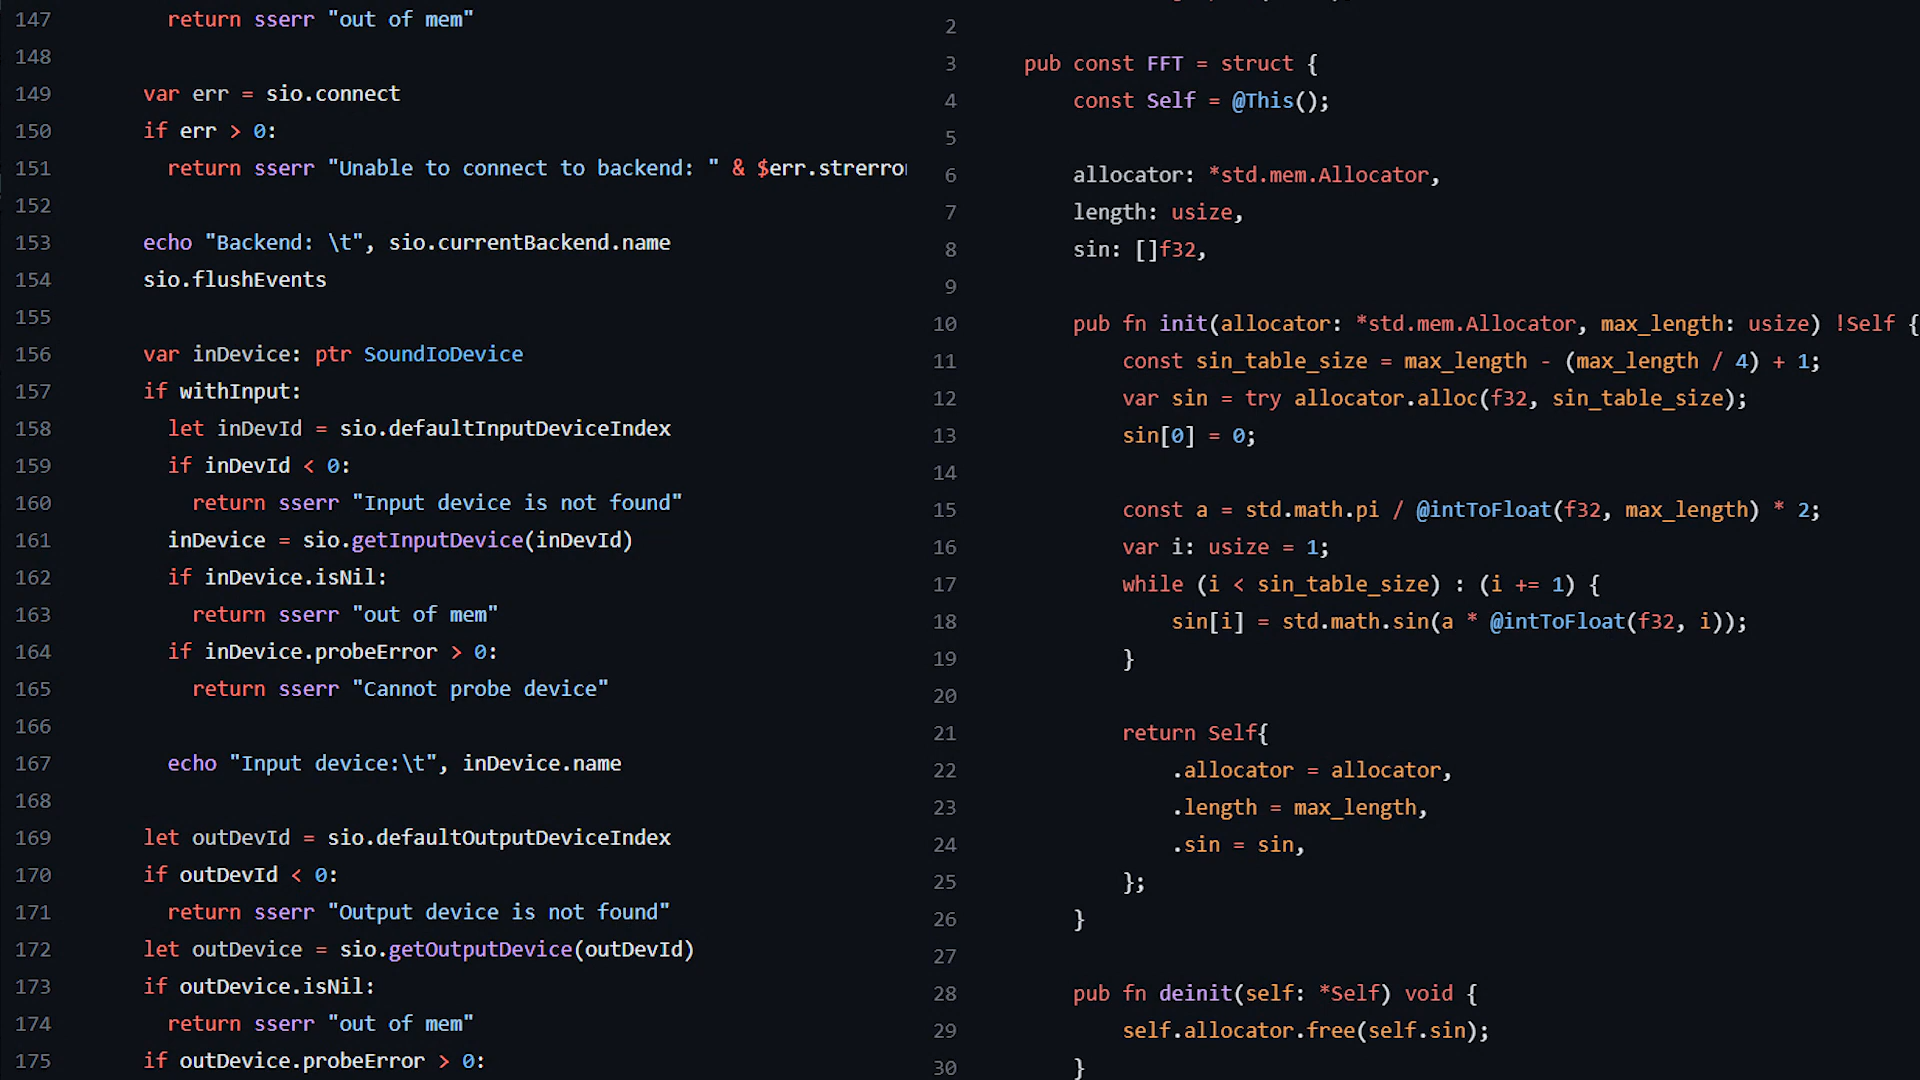 147 return sserr "out of mem"
148
149 var err = sio.connect
150 if err > 0:
151 return sserr "Unable to connect to backend: " & $err.strerro
152
153 echo "Backend: \t", sio.currentBackend.name
154 sio.flushEvents
155
156 var inDevice: ptr SoundIoDevice
157 if withInput:
158 let inDevId = sio.defaultInputDeviceIndex
159 if inDevId < 0:
160 return sserr "Input device is not found"
161 inDevice = sio.getInputDevice(inDevId)
162 if inDevice.isNil:
163 return sserr "out of mem"
164 if inDevice.probeError > 0:
165 return sserr "Cannot probe device"
166
167 echo "Input device:\t", inDevice.name
168
169 let outDevId = sio.defaultOutputDeviceIndex
170 if outDevId < 0:
171 return sserr "Output device is not found"
172 let outDevice = sio.getOutputDevice(outDevId)
173 if outDevice.isNil:
174 return sserr "out of mem"
175 if outDevice.probeError > 0:
2
3 pub const FFT = struct {
4 const Self = @This();
5
6 allocator: *std.mem.Allocator,
7 length: usize,
8 sin: []f32,
9
10 pub fn init(allocator: *std.mem.Allocator, max_length: usize) !Self {
11 const sin_table_size = max_length - (max_length / 4) + 1;
12 var sin = try allocator.alloc(f32, sin_table_size);
13 sin[0] = 0;
14
15 const a = std.math.pi / @intToFloat(f32, max_length) * 2;
16 var i: usize = 1;
17 while (i < sin_table_size) : (i += 1) {
18 sin[i] = std.math.sin(a * @intToFloat(f32, i));
19 }
20
21 return Self{
22 .allocator = allocator,
23 .length = max_length,
24 .sin = sin,
25 };
26 }
27
28 pub fn deinit(self: *Self) void {
29 self.allocator.free(self.sin);
30 }